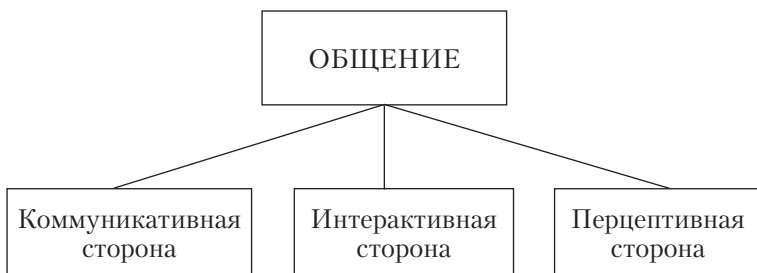 ОБЩЕНИЕ
Коммуникативная
сторона
Интерактивная
сторона
Перцептивная
сторона